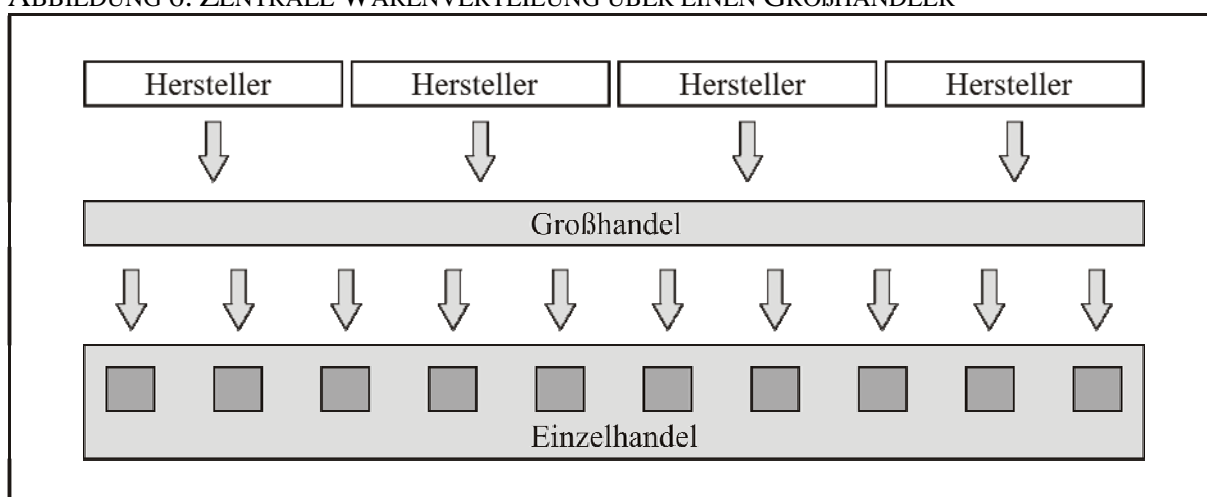 ABBILDUNG 6: ZENTRALE WARENVERTEILUNG ÜBER EINEN GROßHÄNDLER
Hersteller Hersteller Hersteller Hersteller
Großhandel
Einzelhandel